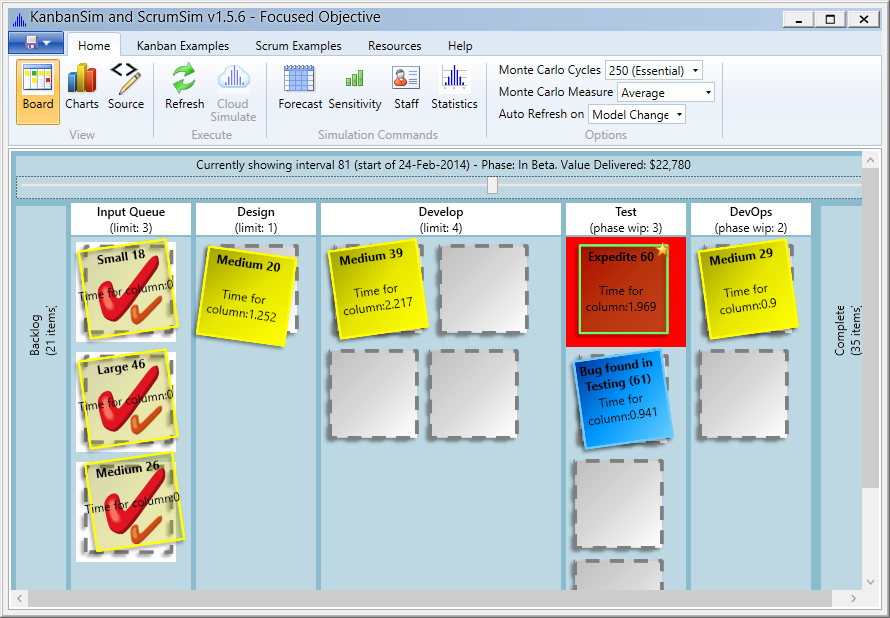 KanbanSim and ScrumSim v1.5.6 - Focused Objective
Home Kanban Examples Scrum Examples Resources Help
Board Charts Source
View
Refresh Cloud Simulate
Execute
Forecast Sensitivity Staff Statistics
Simulation Commands
Monte Carlo Cycles 250 (Essential)
Monte Carlo Measure Average
Auto Refresh on Model Change
Options
Currently showing interval 81 (start of 24-Feb-2014) - Phase: In Beta. Value Delivered: $22,780
Backlog
(21 items)
Input Queue
(limit: 3)
Small 18
Time for column:0
Large 46
Time for column:0
Medium 26
Time for column:0
Design
(limit: 1)
Medium 20
Time for
column:1.252
Develop
(limit: 4)
Medium 39
Time for
column:2.217
Test
(phase wip: 3)
Expedite 60
Time for
column:1.969
Bug found in
Testing (61)
Time for
column:0.941
DevOps
(phase wip: 2)
Medium 29
Time for
column:0.9
Complete
(35 items)